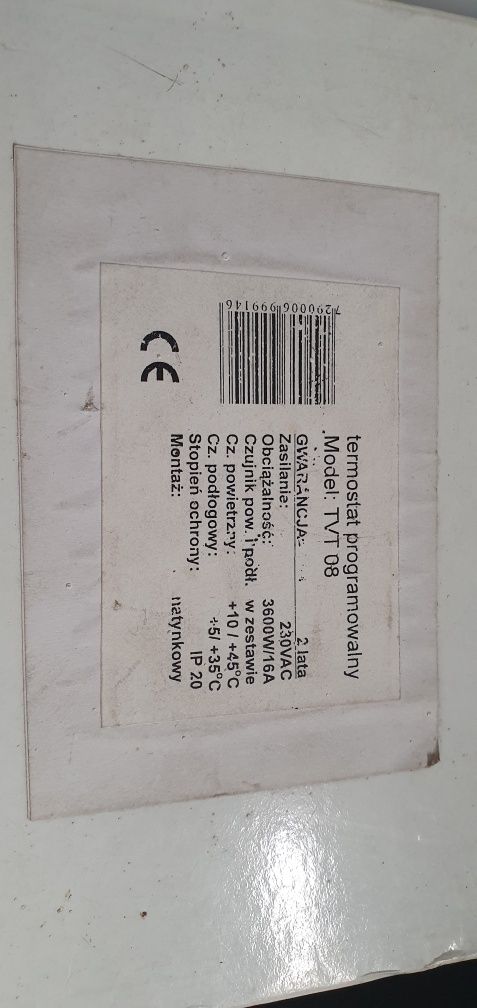 termostat programowalny
Model: TVT 08
GWARANCJA: 2 lata
Zasilanie: 230VAC
Obciążalność: 3600W/16A
Czujnik pow. i podł. w zestawie
Cz. powietrzny: +10 / +45°C
Cz. podłogowy: +5/ +35°C
Stopień ochrony: IP 20
Montaż: natynkowy
7290006999146
CE